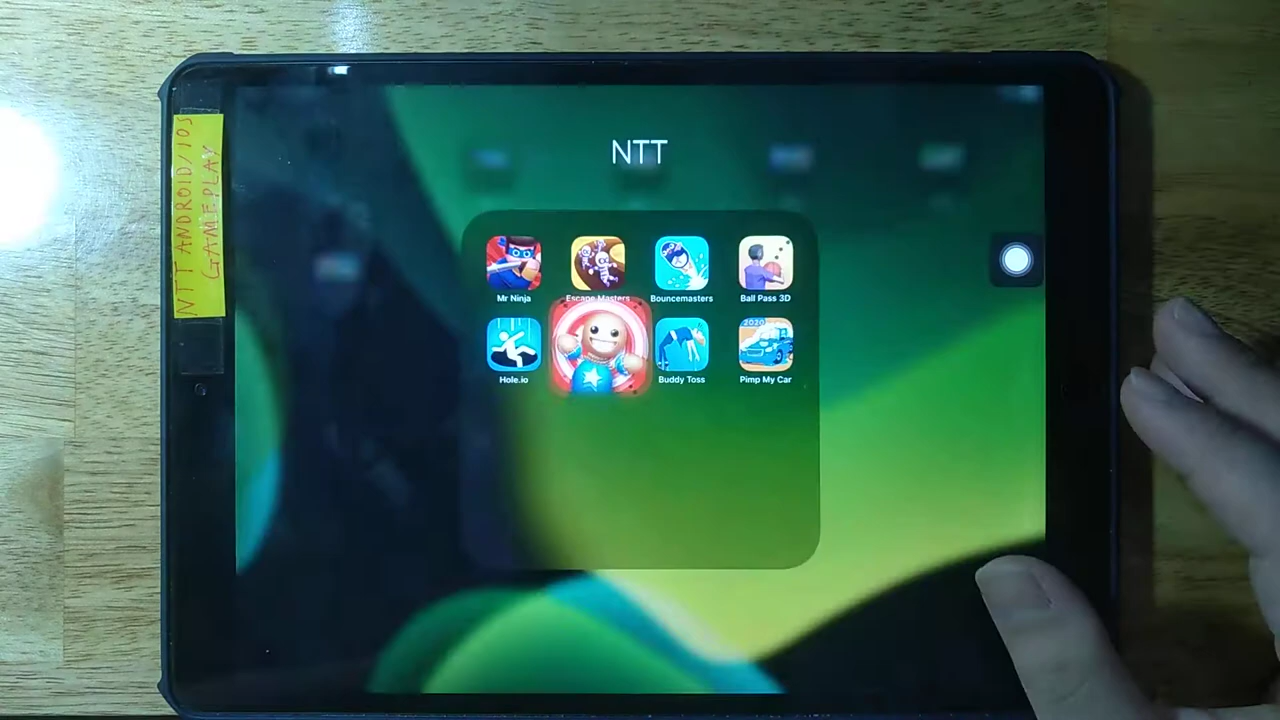 NTT ANDROID/IOS
GAMEPLAY
NTT
Mr Ninja
Escape Masters
Bouncemasters
Ball Pass 3D
2020
Hole.io
Buddy Toss
Pimp My Car